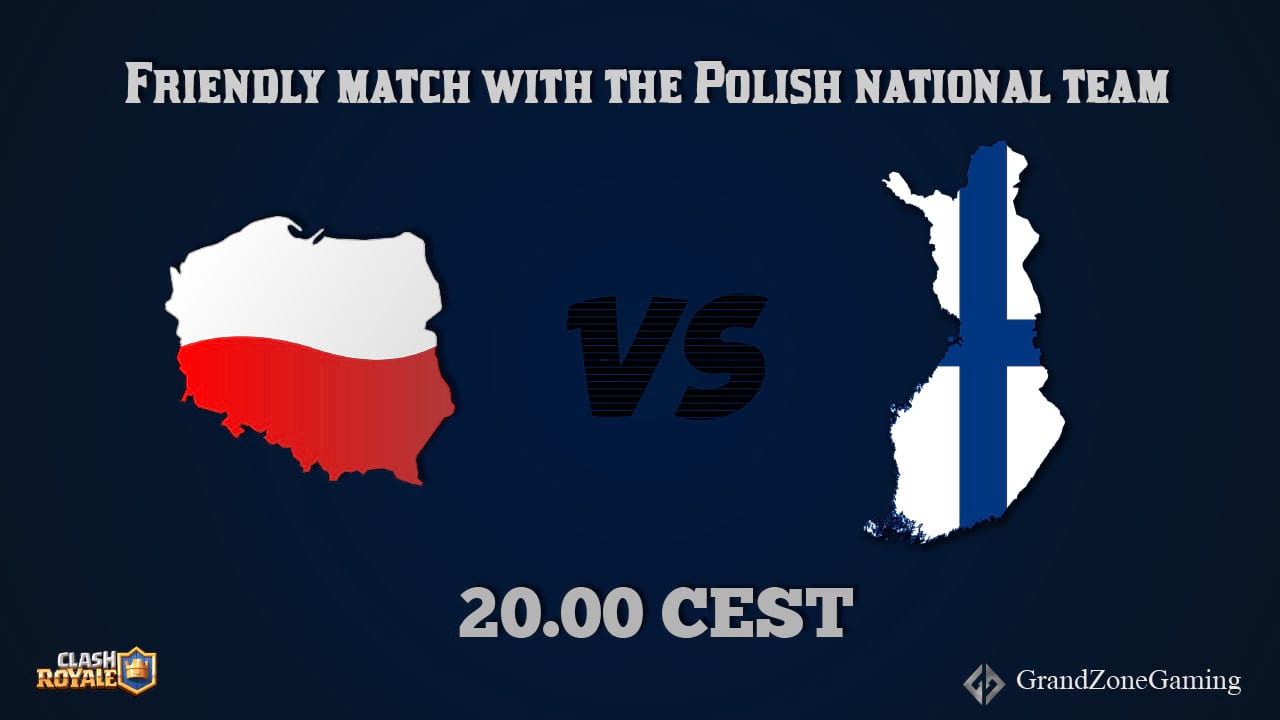 Friendly match with the Polish national team
VS
20.00 CEST
CLASH
ROYALE
GrandZoneGaming